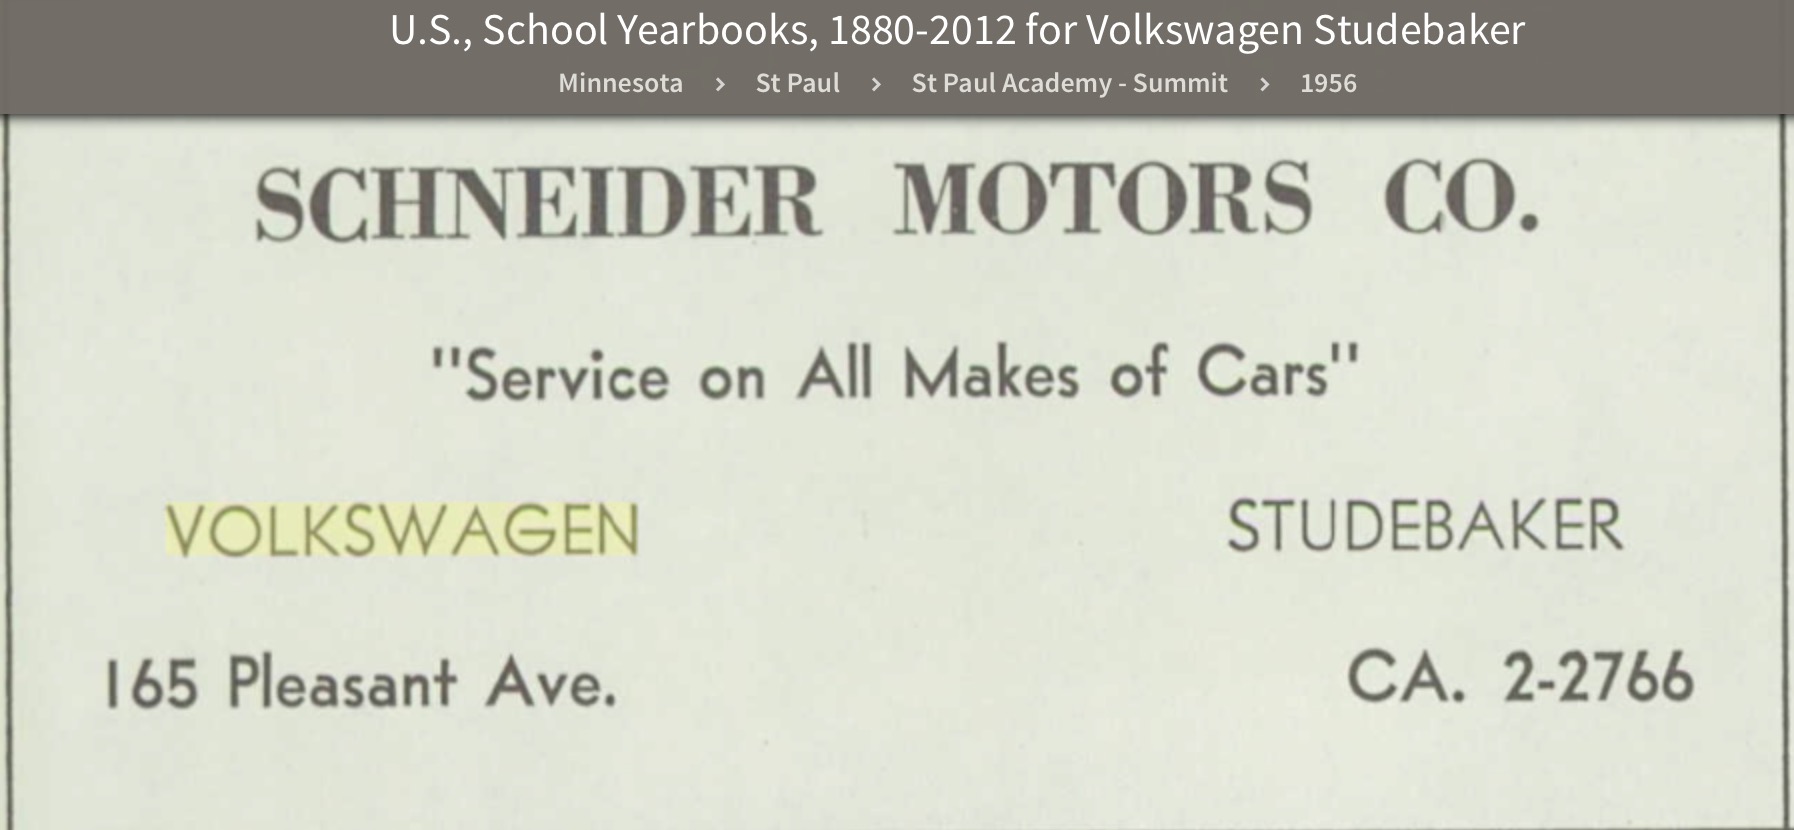 U.S., School Yearbooks, 1880-2012 for Volkswagen Studebaker
Minnesota > St Paul > St Paul Academy - Summit > 1956
SCHNEIDER MOTORS CO.
"Service on All Makes of Cars"
VOLKSWAGEN STUDEBAKER
165 Pleasant Ave. CA. 2-2766